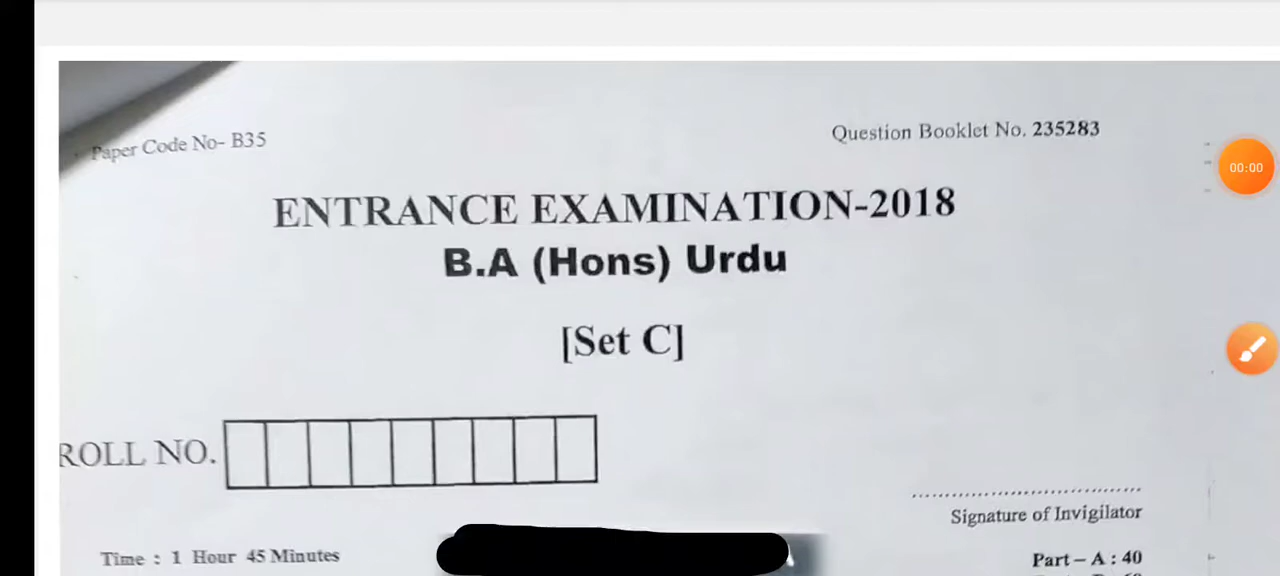 Paper Code No- B35
Question Booklet No. 235283
ENTRANCE EXAMINATION-2018
B.A (Hons) Urdu
[Set C]
ROLL NO.
Signature of Invigilator
Time : 1 Hour 45 Minutes
Part – A : 40
00:00